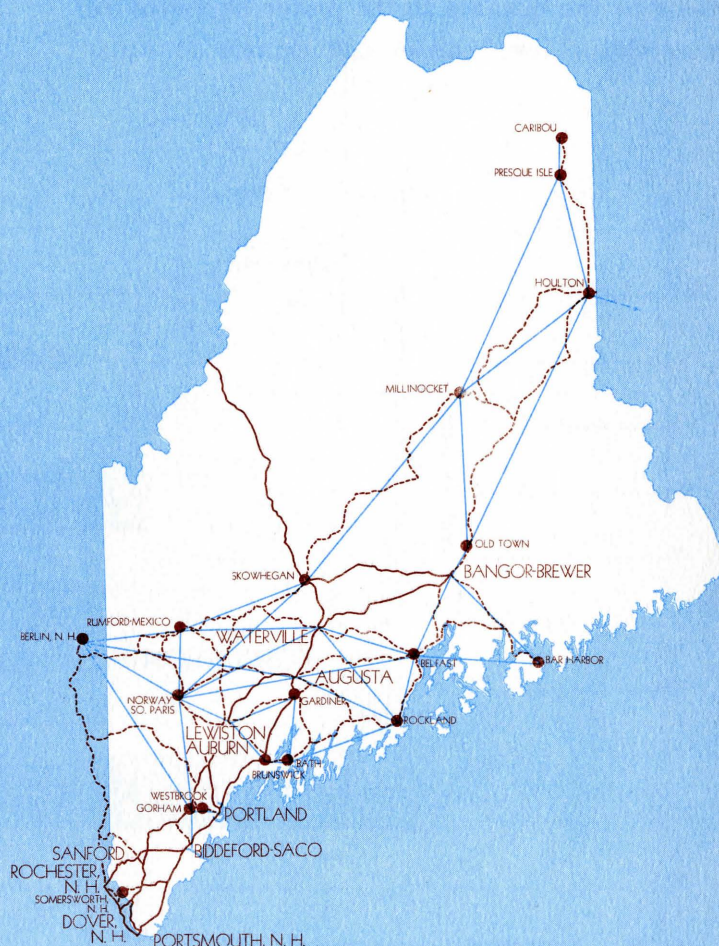 CARIBOU
PRESQUE ISLE
HOULTON
MILLINOCKET
OLD TOWN
BANGOR-BREWER
SKOWHEGAN
RUMFORD-MEXICO
BERLIN, N. H.
WATERVILLE
BELFAST
BAR HARBOR
AUGUSTA
NORWAY
SO. PARIS
GARDINER
ROCKLAND
LEWISTON
AUBURN
BATH
BRUNSWICK
WESTBROOK
GORHAM
PORTLAND
SANFORD
BIDDEFORD-SACO
ROCHESTER,
N. H.
SOMERSWORTH,
N. H.
DOVER,
N. H.
PORTSMOUTH, N. H.